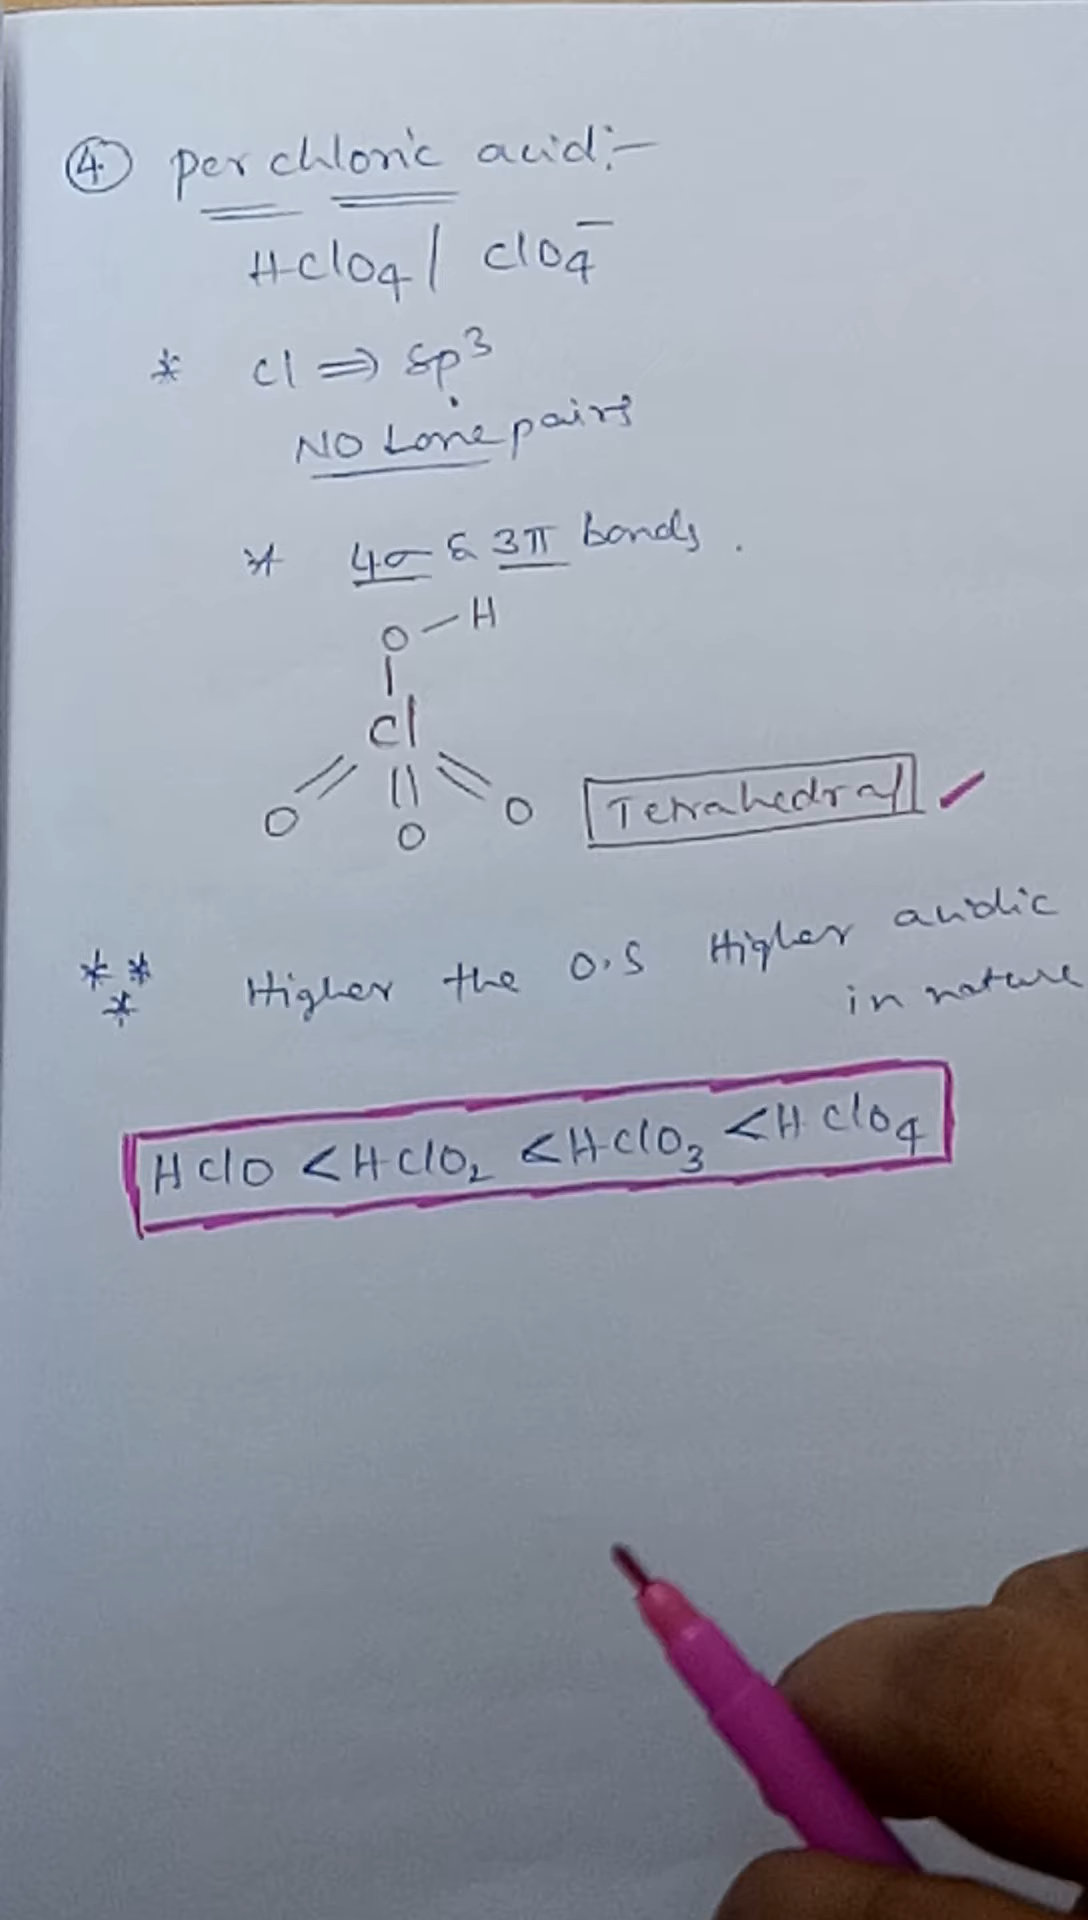 ④ per chloric acid:-
HClO₄ / ClO₄⁻
* Cl ⇒ sp³
NO Lone pairs
* 4σ & 3π bonds.
O－H
|
Cl
// || \\
O O O Tetrahedral ✓
*** Higher the O.S Higher acidic
in nature
HClO < HClO₂ < HClO₃ < HClO₄